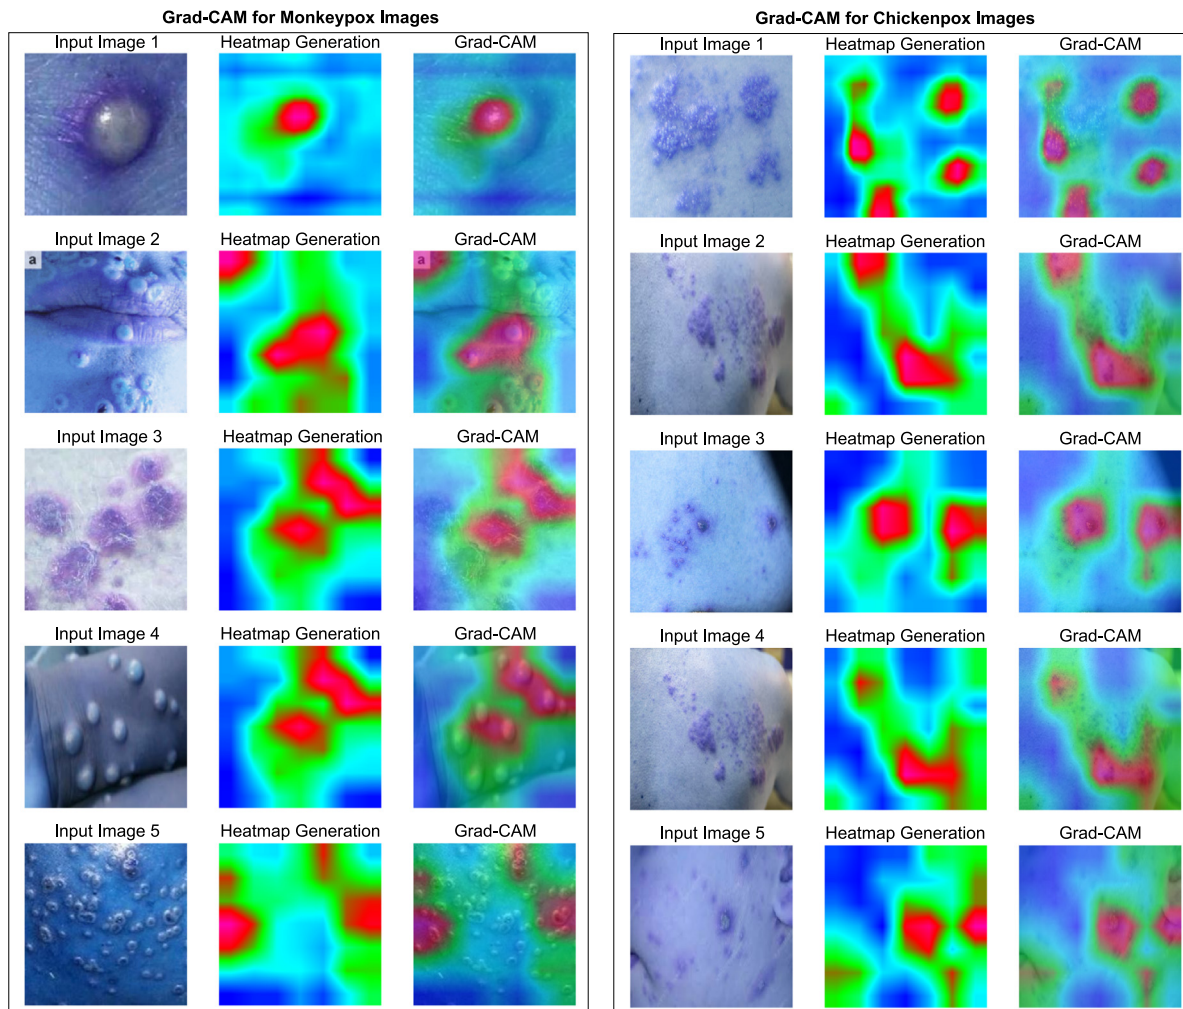 Grad-CAM for Monkeypox Images
Input Image 1 Heatmap Generation Grad-CAM
Input Image 2 Heatmap Generation Grad-CAM
a a
Input Image 3 Heatmap Generation Grad-CAM
Input Image 4 Heatmap Generation Grad-CAM
Input Image 5 Heatmap Generation Grad-CAM
Grad-CAM for Chickenpox Images
Input Image 1 Heatmap Generation Grad-CAM
Input Image 2 Heatmap Generation Grad-CAM
Input Image 3 Heatmap Generation Grad-CAM
Input Image 4 Heatmap Generation Grad-CAM
Input Image 5 Heatmap Generation Grad-CAM